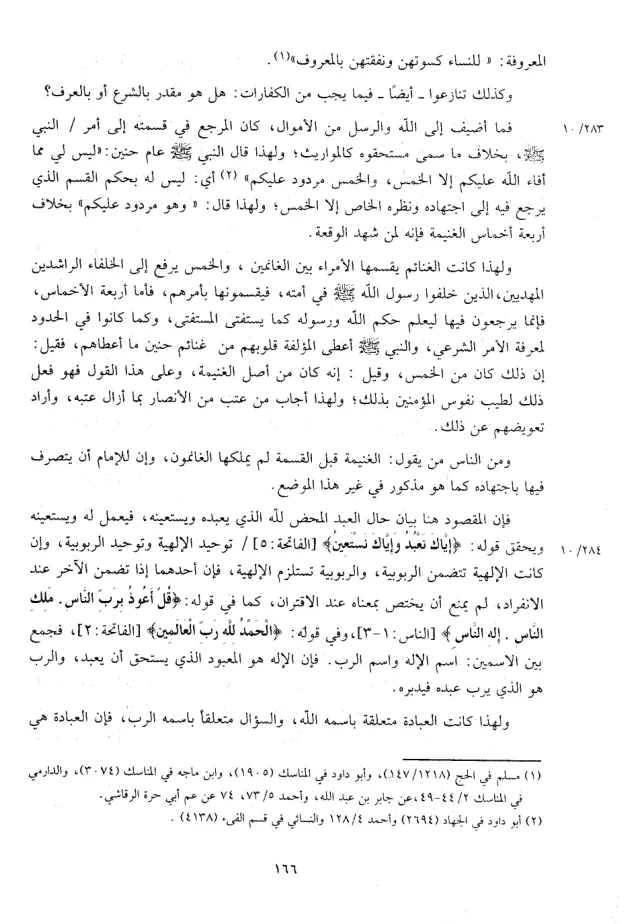 المعروفة: « للنساء كسوتهن ونفقتهن بالمعروف»(١).
وكذلك تنازعوا ـ أيضًا ـ فيما يجب من الكفارات: هل هو مقدر بالشرع أو بالعرف؟
١٠/٢٨٣ فما أضيف إلى الله والرسل من الأموال، كان المرجع في قسمته إلى أمر / النبي
ﷺ، بخلاف ما سمى مستحقوه كالمواريث؛ ولهذا قال النبي ﷺ عام حنين: «ليس لي مما
أفاء الله عليكم إلا الخمس، والخمس مردود عليكم» (٢) أي: ليس له بحكم القسم الذي
يرجع فيه إلى اجتهاده ونظره الخاص إلا الخمس؛ ولهذا قال: « وهو مردود عليكم» بخلاف
أربعة أخماس الغنيمة فإنه لمن شهد الوقعة.
ولهذا كانت الغنائم يقسمها الأمراء بين الغانمين ، والخمس يرفع إلى الخلفاء الراشدين
المهديين،الذين خلفوا رسول الله ﷺ في أمته، فيقسمونها بأمرهم، فأما أربعة الأخماس،
فإنما يرجعون فيها ليعلم حكم الله ورسوله كما يستفتى المستفتى، وكما كانوا في الحدود
لمعرفة الأمر الشرعي، والنبي ﷺ أعطى المؤلفة قلوبهم من غنائم حنين ما أعطاهم، فقيل:
إن ذلك كان من الخمس، وقيل : إنه كان من أصل الغنيمة، وعلى هذا القول فهو فعل
ذلك لطيب نفوس المؤمنين بذلك؛ ولهذا أجاب من عتب من الأنصار بما أزال عتبه، وأراد
تعويضهم عن ذلك.
ومن الناس من يقول: الغنيمة قبل القسمة لم يملكها الغانمون، وإن للإمام أن يتصرف
فيها باجتهاده كما هو مذكور في غير هذا الموضع.
فإن المقصود هنا بيان حال العبد المحض لله الذي يعبده ويستعينه، فيعمل له ويستعينه
١٠/٢٨٤ ويحقق قوله: ﴿إِيَّاكَ نَعْبُدُ وَإِيَّاكَ نَسْتَعِينُ﴾ [الفاتحة:٥] / توحيد الإلهية وتوحيد الربوبية، وإن
كانت الإلهية تتضمن الربوبية، والربوبية تستلزم الإلهية، فإن أحدهما إذا تضمن الآخر عند
الانفراد، لم يمنع أن يختص بمعناه عند الاقتران، كما في قوله: ﴿قُلْ أَعُوذُ بِرَبِّ النَّاسِ. مَلِكِ
النَّاسِ . إِلَهِ النَّاسِ ﴾ [الناس:١-٣]،وفي قوله: ﴿الْحَمْدُ لِلَّهِ رَبِّ الْعَالَمِينَ﴾ [الفاتحة:٢]، فجمع
بين الاسمين: اسم الإله واسم الرب. فإن الإله هو المعبود الذي يستحق أن يعبد، والرب
هو الذي يرب عبده فيدبره.
ولهذا كانت العبادة متعلقة باسمه الله، والسؤال متعلقاً باسمه الرب، فإن العبادة هي
(١) مسلم في الحج (١٤٧/١٢١٨)، وأبو داود في المناسك (١٩٠٥)، وابن ماجه في المناسك (٣٠٧٤)، والدارمي
في المناسك ٢/ ٤٤-٤٩،عن جابر بن عبد الله، وأحمد ٥/ ٧٣، ٧٤ عن عم أبي حرة الرقاشي.
(٢) أبو داود في الجهاد (٢٦٩٤) وأحمد ٤/ ١٢٨ والنسائي في قسم الفىء (٤١٣٨) .
١٦٦